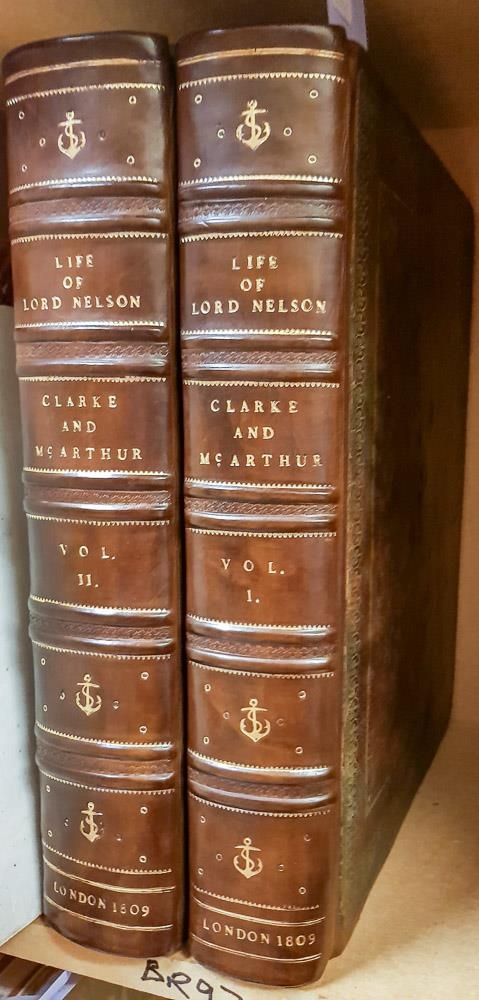 LIFE
OF
LORD NELSON
CLARKE
AND
McARTHUR
VOL.
II.
LONDON 1809
LIFE
OF
LORD NELSON
CLARKE
AND
McARTHUR
VOL.
I.
LONDON 1809